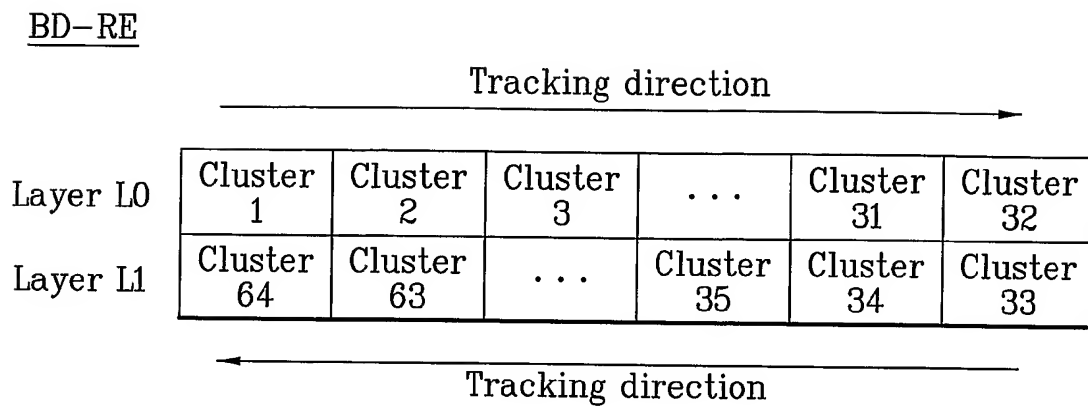 BD-RE
Tracking direction
Layer L0
Cluster 1
Cluster 2
Cluster 3
...
Cluster 31
Cluster 32
Layer L1
Cluster 64
Cluster 63
...
Cluster 35
Cluster 34
Cluster 33
Tracking direction